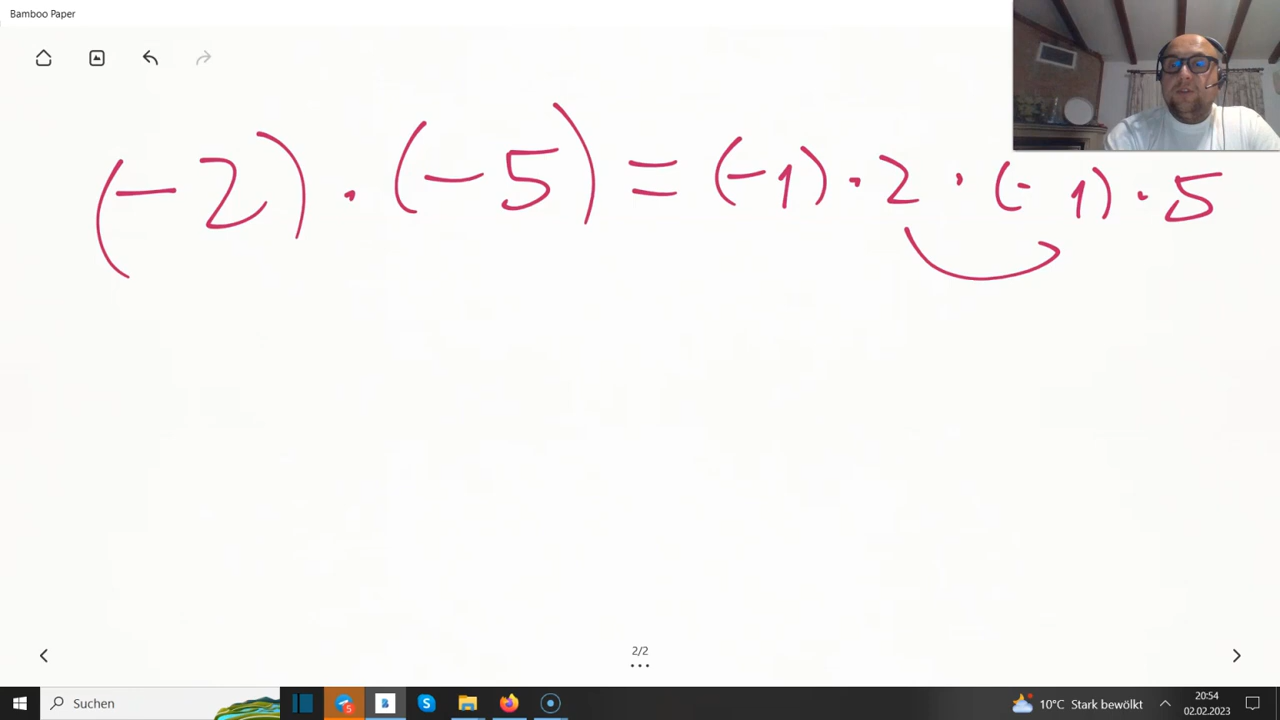 Bamboo Paper
(-2) · (-5) = (-1) · 2 · (-1) · 5
2/2
Suchen
5
10°C Stark bewölkt
20:54
02.02.2023